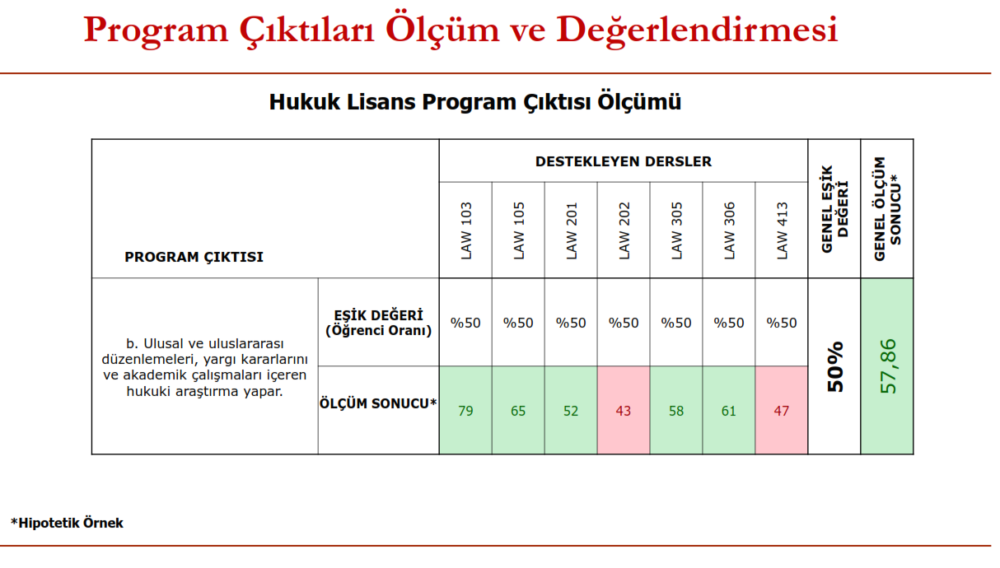 Program Çıktıları Ölçüm ve Değerlendirmesi
Hukuk Lisans Program Çıktısı Ölçümü
PROGRAM ÇIKTISI
DESTEKLEYEN DERSLER
LAW 103
LAW 105
LAW 201
LAW 202
LAW 305
LAW 306
LAW 413
GENEL EŞİK
DEĞERİ
GENEL ÖLÇÜM
SONUCU*
b. Ulusal ve uluslararası
düzenlemeleri, yargı kararlarını
ve akademik çalışmaları içeren
hukuki araştırma yapar.
EŞİK DEĞERİ
(Öğrenci Oranı)
%50 %50 %50 %50 %50 %50 %50
ÖLÇÜM SONUCU*
79 65 52 43 58 61 47
50%
57,86
*Hipotetik Örnek